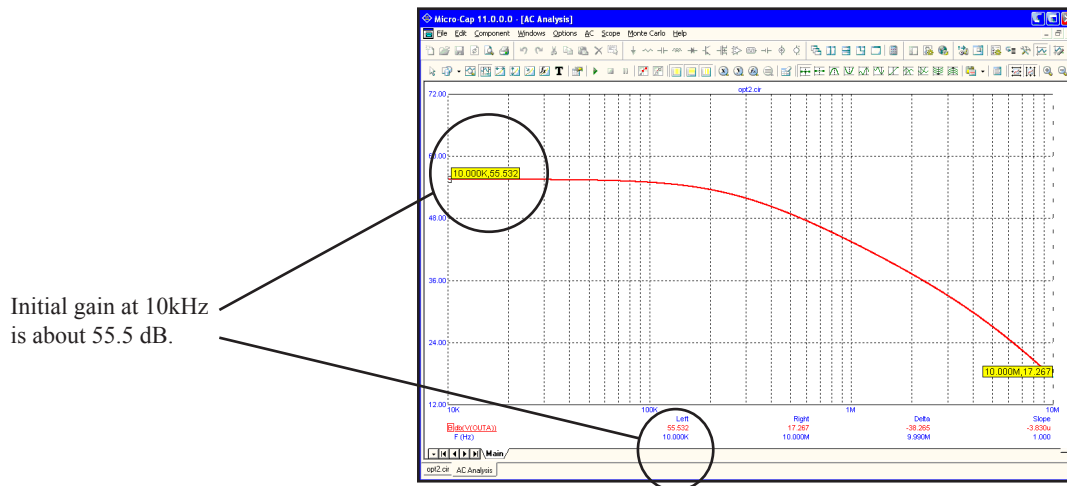 Micro-Cap 11.0.0.0 - [AC Analysis]
File Edit Component Windows Options AC Scope Monte Carlo Help
T
opt2.cir
72.00
60.00
48.00
36.00
24.00
12.00
10.000K,55.532
10.000M,17.267
10K 100K 1M 10M
Left Right Delta Slope
db(V(OUTA)) 55.532 17.267 -38.265 -3.830u
F (Hz) 10.000K 10.000M 9.990M 1.000
Main
opt2.cir AC Analysis
Initial gain at 10kHz
is about 55.5 dB.